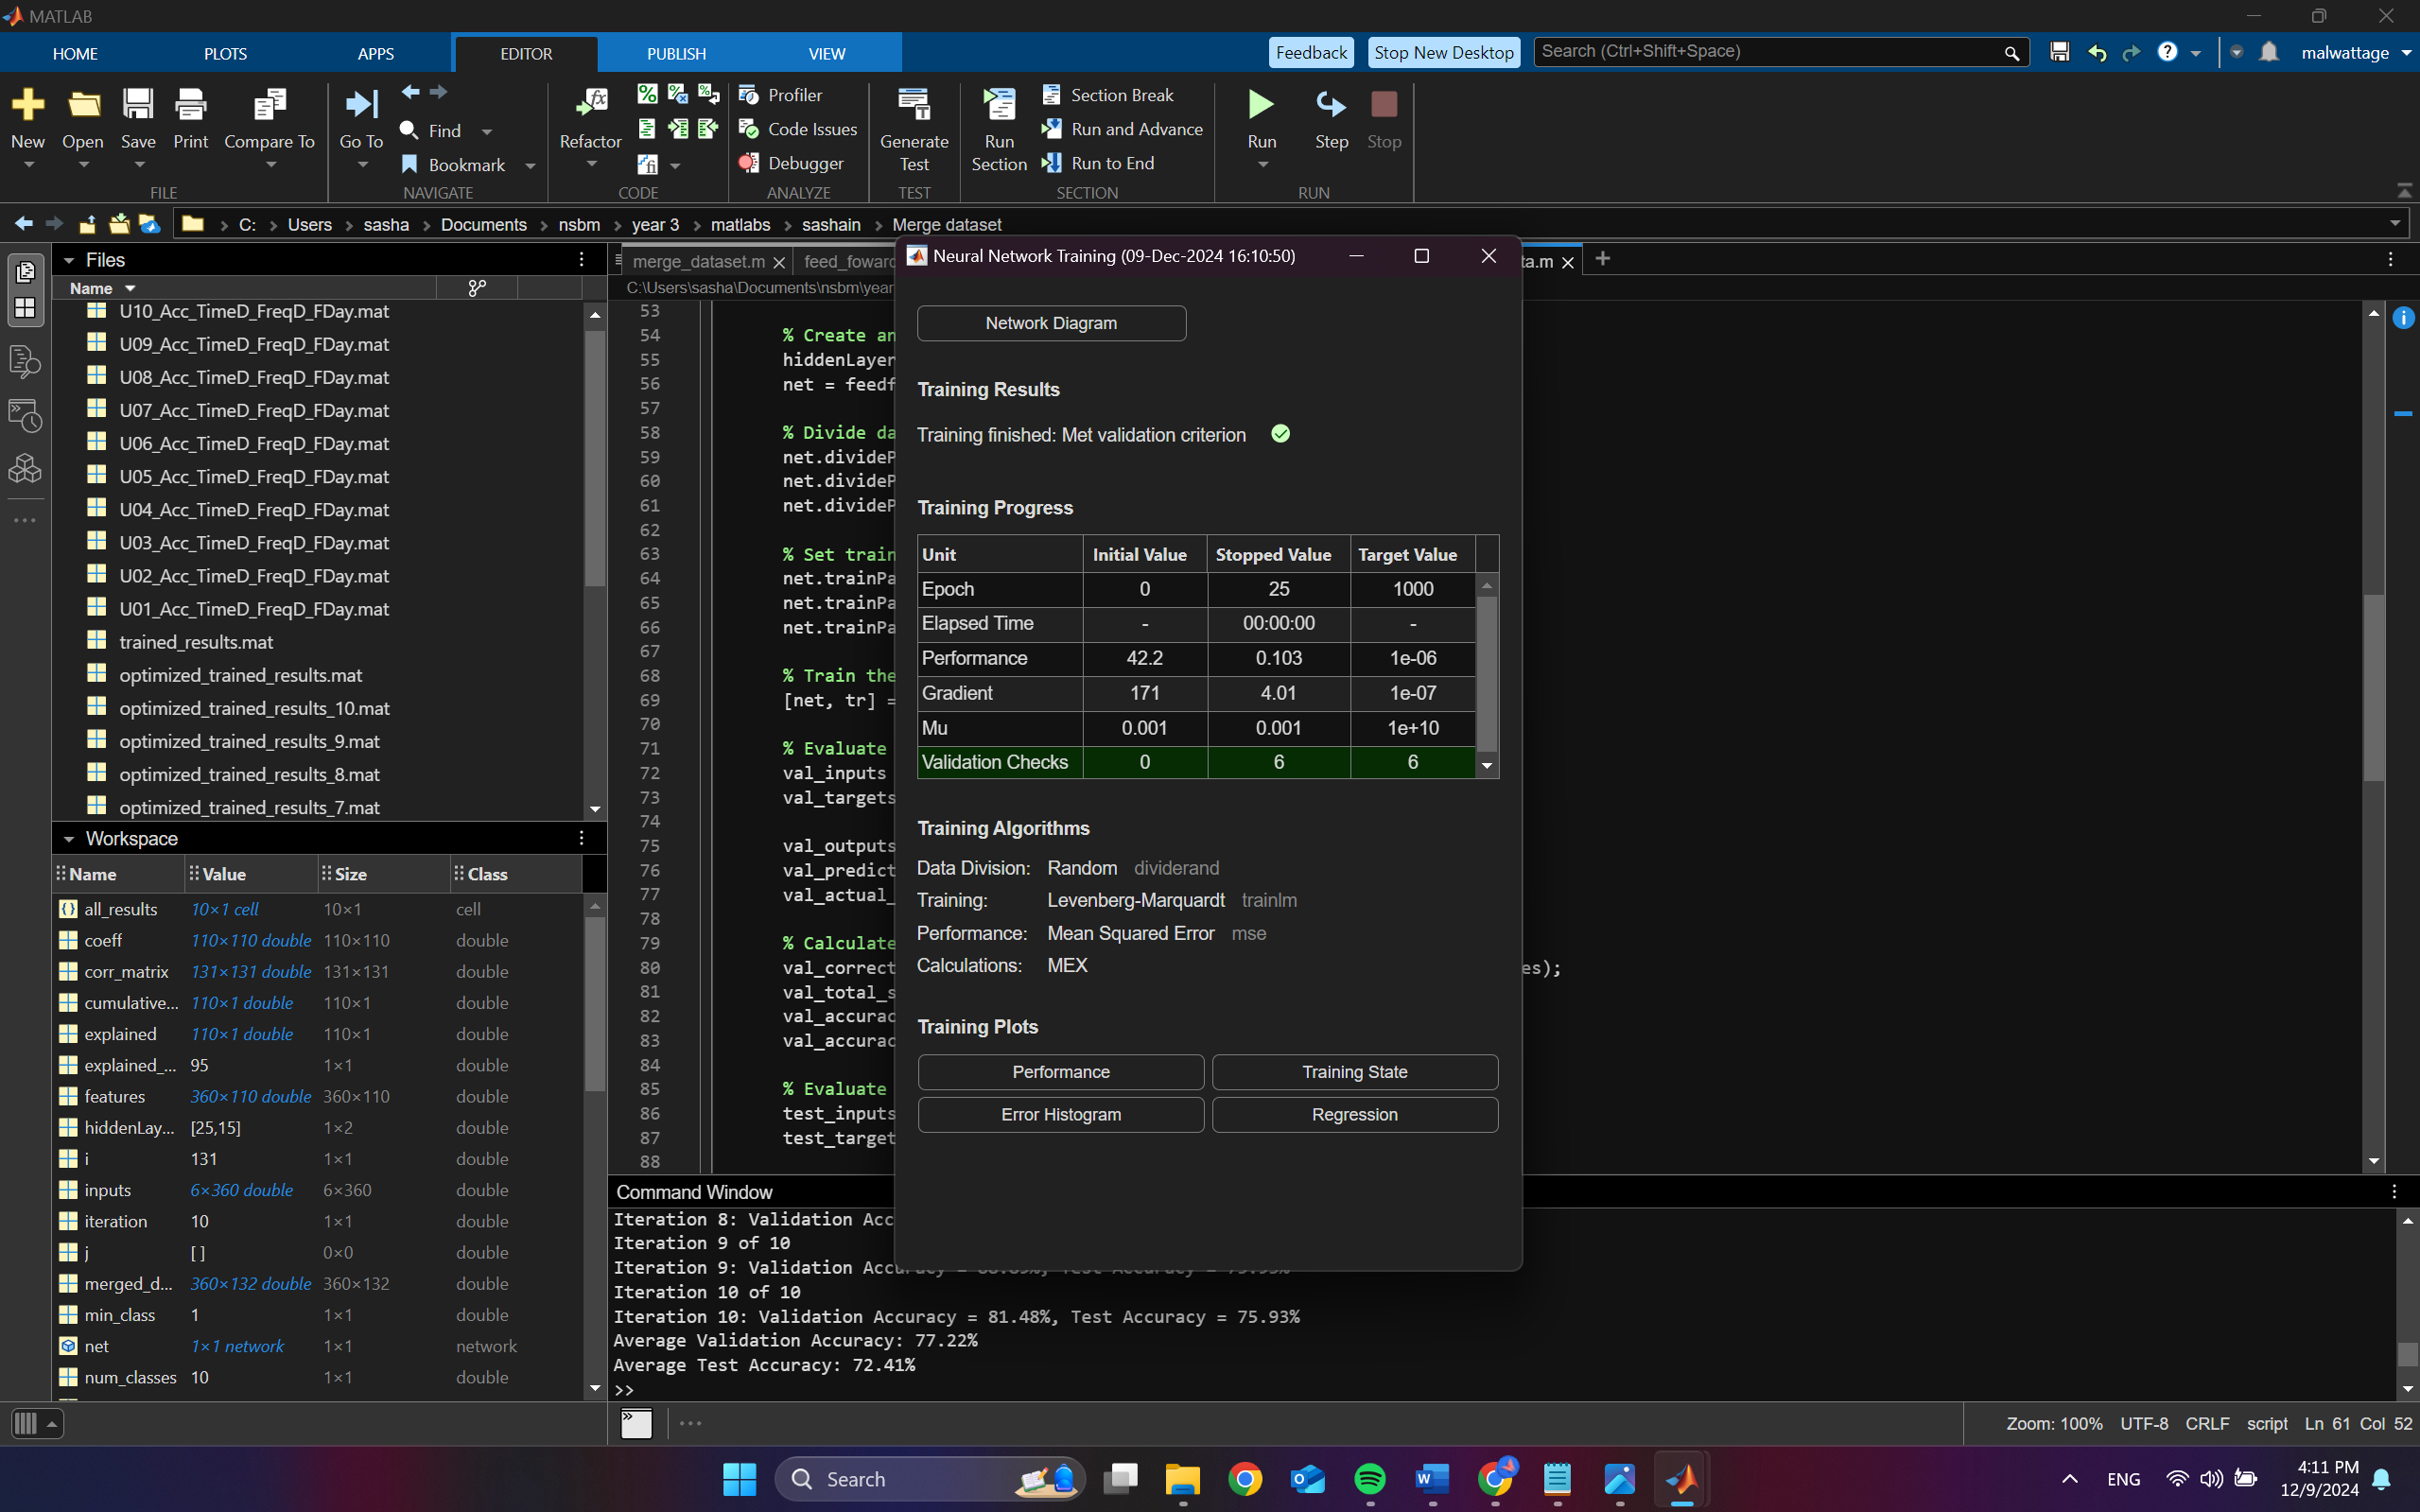 MATLAB
HOME PLOTS APPS EDITOR PUBLISH VIEW Feedback Stop New Desktop Search (Ctrl+Shift+Space) malwattage
New Open Save Print Compare To
FILE
Go To Find Bookmark
NAVIGATE
Refactor
CODE
Profiler
Code Issues
Debugger
ANALYZE
Generate Test
TEST
Run Section
Section Break
Run and Advance
Run to End
SECTION
Run Step Stop
RUN
C: Users sasha Documents nsbm year 3 matlabs sashain Merge dataset
Files
Name
U10_Acc_TimeD_FreqD_FDay.mat
U09_Acc_TimeD_FreqD_FDay.mat
U08_Acc_TimeD_FreqD_FDay.mat
U07_Acc_TimeD_FreqD_FDay.mat
U06_Acc_TimeD_FreqD_FDay.mat
U05_Acc_TimeD_FreqD_FDay.mat
U04_Acc_TimeD_FreqD_FDay.mat
U03_Acc_TimeD_FreqD_FDay.mat
U02_Acc_TimeD_FreqD_FDay.mat
U01_Acc_TimeD_FreqD_FDay.mat
trained_results.mat
optimized_trained_results.mat
optimized_trained_results_10.mat
optimized_trained_results_9.mat
optimized_trained_results_8.mat
optimized_trained_results_7.mat
Workspace
Name Value Size Class
all_results 10×1 cell 10×1 cell
coeff 110×110 double 110×110 double
corr_matrix 131×131 double 131×131 double
cumulative... 110×1 double 110×1 double
explained 110×1 double 110×1 double
explained_... 95 1×1 double
features 360×110 double 360×110 double
hiddenLay... [25,15] 1×2 double
i 131 1×1 double
inputs 6×360 double 6×360 double
iteration 10 1×1 double
j [] 0×0 double
merged_d... 360×132 double 360×132 double
min_class 1 1×1 double
net 1×1 network 1×1 network
num_classes 10 1×1 double
merge_dataset.m feed_fowar ta.m
C:\Users\sasha\Documents\nsbm\year
53
54 % Create an
55 hiddenLayer
56 net = feedf
57
58 % Divide da
59 net.divideP
60 net.divideP
61 net.divideP
62
63 % Set train
64 net.trainPa
65 net.trainPa
66 net.trainPa
67
68 % Train the
69 [net, tr] =
70
71 % Evaluate
72 val_inputs
73 val_targets
74
75 val_outputs
76 val_predict
77 val_actual_
78
79 % Calculate
80 val_correct es);
81 val_total_s
82 val_accurac
83 val_accurac
84
85 % Evaluate
86 test_inputs
87 test_target
88
Neural Network Training (09-Dec-2024 16:10:50)
Network Diagram
Training Results
Training finished: Met validation criterion
Training Progress
Unit Initial Value Stopped Value Target Value
Epoch 0 25 1000
Elapsed Time - 00:00:00 -
Performance 42.2 0.103 1e-06
Gradient 171 4.01 1e-07
Mu 0.001 0.001 1e+10
Validation Checks 0 6 6
Training Algorithms
Data Division: Random dividerand
Training: Levenberg-Marquardt trainlm
Performance: Mean Squared Error mse
Calculations: MEX
Training Plots
Performance Training State
Error Histogram Regression
Command Window
Iteration 8: Validation Acc
Iteration 9 of 10
Iteration 9: Validation Acc
Iteration 10 of 10
Iteration 10: Validation Accuracy = 81.48%, Test Accuracy = 75.93%
Average Validation Accuracy: 77.22%
Average Test Accuracy: 72.41%
>>
Zoom: 100% UTF-8 CRLF script Ln 61 Col 52
Search
ENG
4:11 PM
12/9/2024